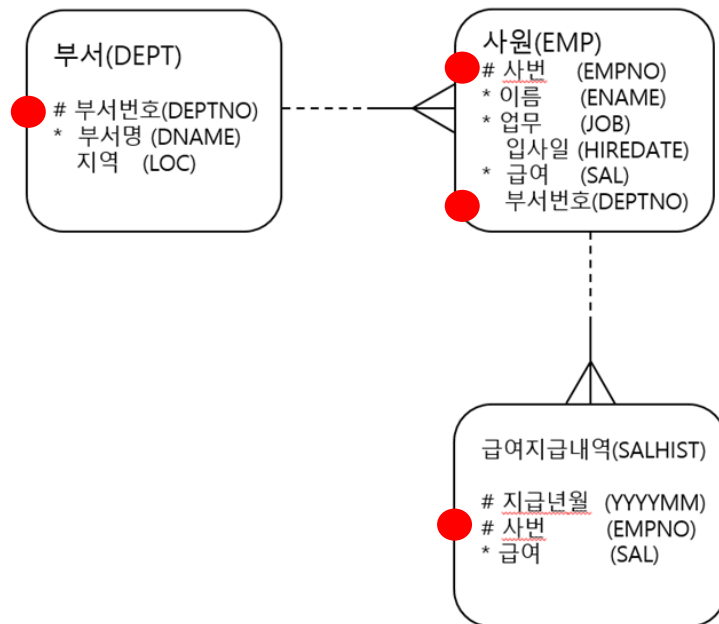 부서(DEPT)
# 부서번호(DEPTNO)
* 부서명 (DNAME)
지역 (LOC)
사원(EMP)
# 사번 (EMPNO)
* 이름 (ENAME)
* 업무 (JOB)
입사일 (HIREDATE)
* 급여 (SAL)
부서번호(DEPTNO)
급여지급내역(SALHIST)
# 지급년월 (YYYYMM)
# 사번 (EMPNO)
* 급여 (SAL)